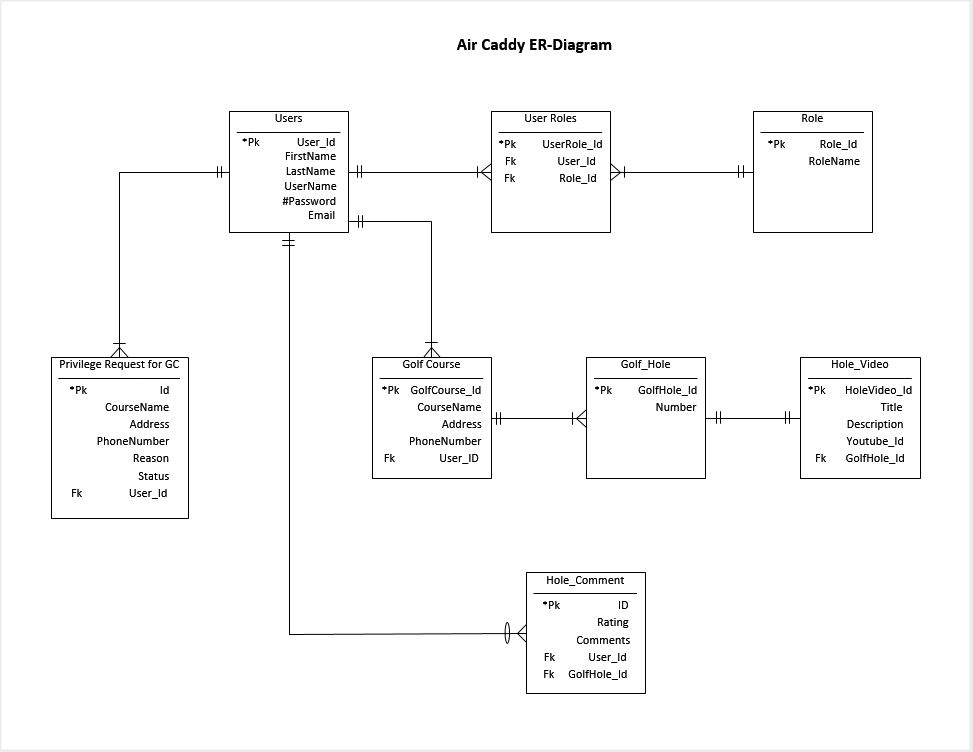 Air Caddy ER-Diagram
Users
*Pk User_Id
FirstName
LastName
UserName
#Password
Email
User Roles
*Pk UserRole_Id
Fk User_Id
Fk Role_Id
Role
*Pk Role_Id
RoleName
Privilege Request for GC
*Pk Id
CourseName
Address
PhoneNumber
Reason
Status
Fk User_Id
Golf Course
*Pk GolfCourse_Id
CourseName
Address
PhoneNumber
Fk User_ID
Golf_Hole
*Pk GolfHole_Id
Number
Hole_Video
*Pk HoleVideo_Id
Title
Description
Youtube_Id
Fk GolfHole_Id
Hole_Comment
*Pk ID
Rating
Comments
Fk User_Id
Fk GolfHole_Id